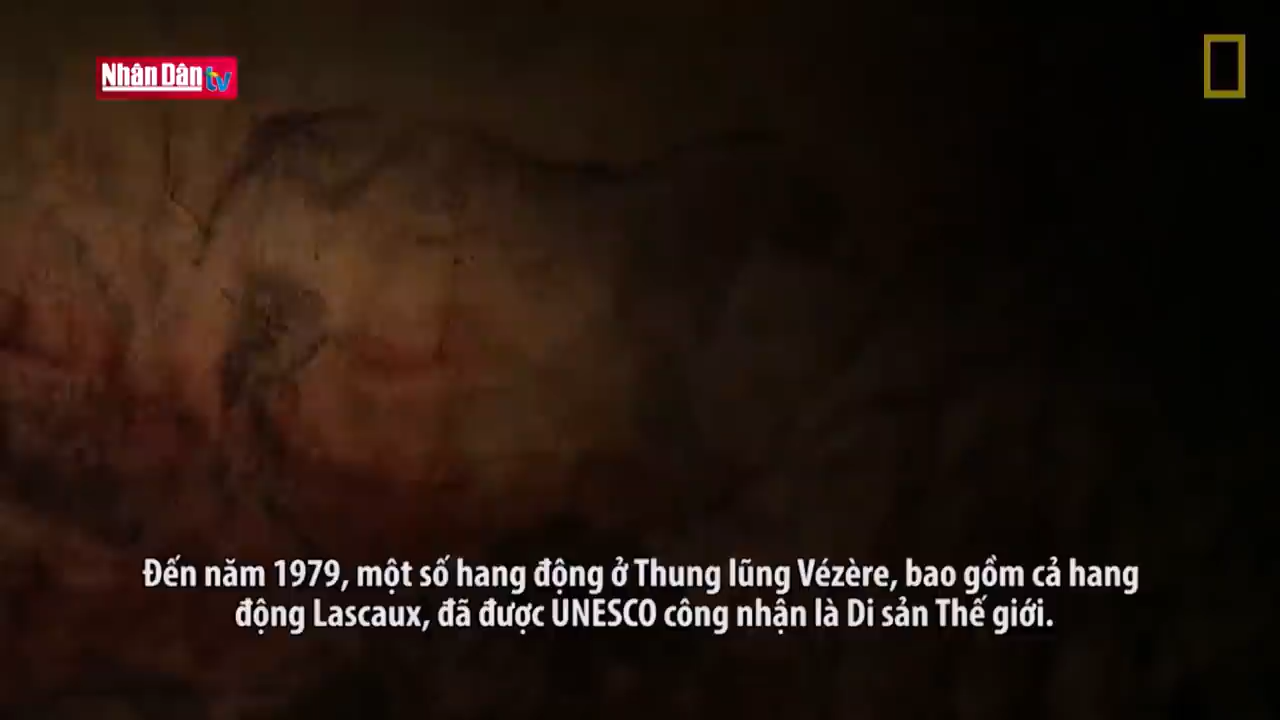 Nhân Dân tv
Đến năm 1979, một số hang động ở Thung lũng Vézère, bao gồm cả hang
động Lascaux, đã được UNESCO công nhận là Di sản Thế giới.